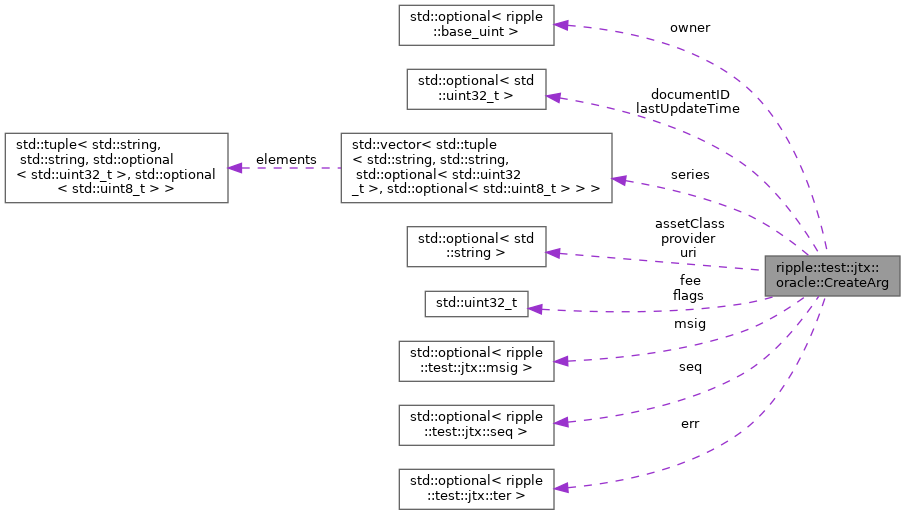 std::optional< ripple
::base_uint >
owner
std::optional< std
::uint32_t >
documentID
lastUpdateTime
std::tuple< std::string,
std::string, std::optional
< std::uint32_t >, std::optional
< std::uint8_t > >
elements
std::vector< std::tuple
< std::string, std::string,
std::optional< std::uint32
_t >, std::optional< std::uint8_t > > >
series
std::optional< std
::string >
assetClass
provider
uri
ripple::test::jtx::
oracle::CreateArg
std::uint32_t
fee
flags
std::optional< ripple
::test::jtx::msig >
msig
std::optional< ripple
::test::jtx::seq >
seq
std::optional< ripple
::test::jtx::ter >
err